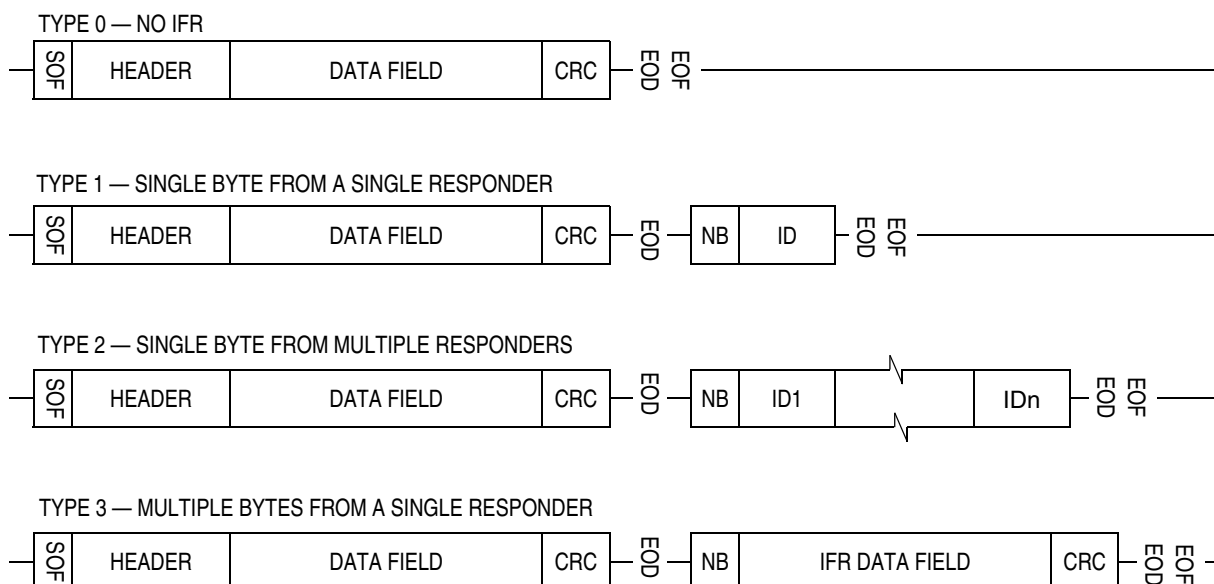 TYPE 0 — NO IFR
SOF HEADER DATA FIELD CRC EOD EOF
TYPE 1 — SINGLE BYTE FROM A SINGLE RESPONDER
SOF HEADER DATA FIELD CRC EOD NB ID EOD EOF
TYPE 2 — SINGLE BYTE FROM MULTIPLE RESPONDERS
SOF HEADER DATA FIELD CRC EOD NB ID1 IDn EOD EOF
TYPE 3 — MULTIPLE BYTES FROM A SINGLE RESPONDER
SOF HEADER DATA FIELD CRC EOD NB IFR DATA FIELD CRC EOD EOF